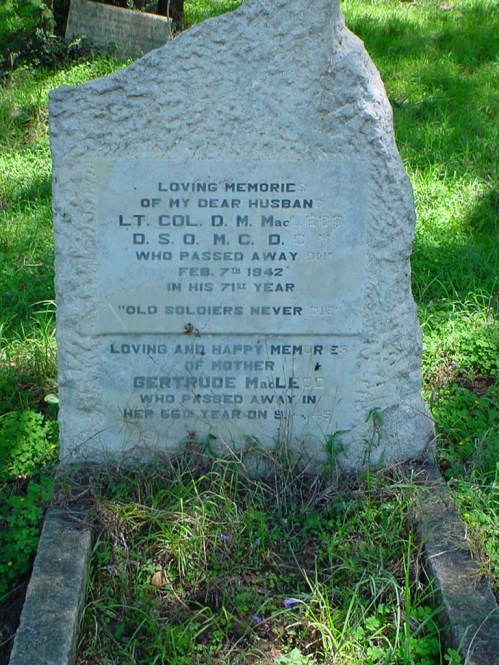 LOVING MEMORIES
OF MY DEAR HUSBAND
LT. COL. D. M. MacLEOD
D. S. O. M. C. D.
WHO PASSED AWAY ON
FEB. 7TH 1942
IN HIS 71ST YEAR
"OLD SOLDIERS NEVER DIE"
LOVING AND HAPPY MEMORIES
OF MOTHER
GERTRUDE MacLEOD
WHO PASSED AWAY IN
HER 56TH YEAR ON